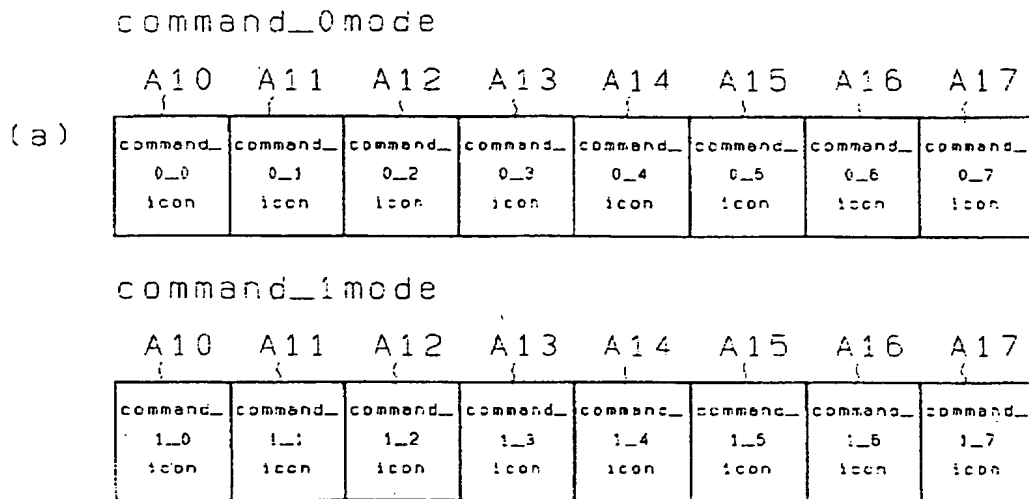 command_0mode
A10 A11 A12 A13 A14 A15 A16 A17
(a)
command_ command_ command_ command_ command_ command_ command_ command_
0_0 0_1 0_2 0_3 0_4 0_5 0_6 0_7
icon icon icon icon icon icon icon icon
command_1mode
A10 A11 A12 A13 A14 A15 A16 A17
command_ command_ command_ command_ command_ command_ command_ command_
1_0 1_1 1_2 1_3 1_4 1_5 1_6 1_7
icon icon icon icon icon icon icon icon